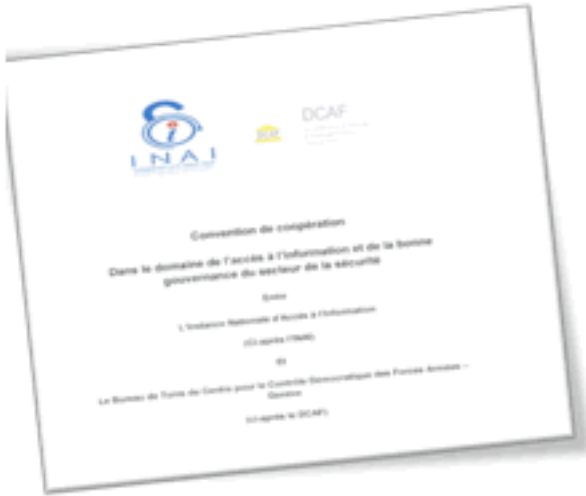 INAI
DCAF
Convention de coopération
Dans le domaine de l'accès à l'information et de la bonne
gouvernance du secteur de la sécurité
Entre
L'Instance Nationale d'Accès à l'Information
(Ci-après l'INAI)
Et
Le Bureau de Tunis du Centre pour le Contrôle Démocratique des Forces Armées –
Genève
(ci-après le DCAF)